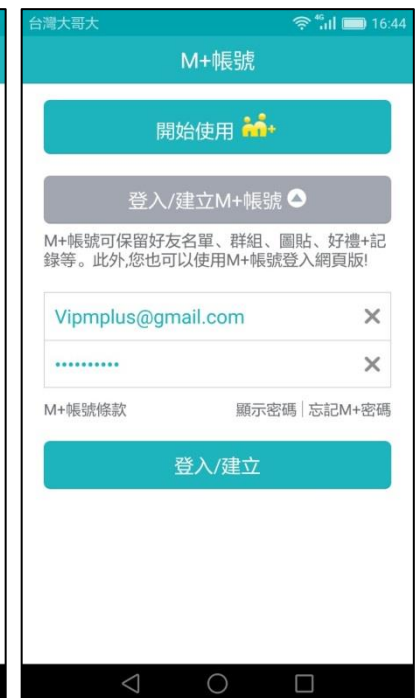 台灣大哥大 4G 16:44
M+帳號
開始使用 m+
登入/建立M+帳號
M+帳號可保留好友名單、群組、圖貼、好禮+記
錄等。此外,您也可以使用M+帳號登入網頁版!
Vipmplus@gmail.com
••••••••••
M+帳號條款 顯示密碼 | 忘記M+密碼
登入/建立